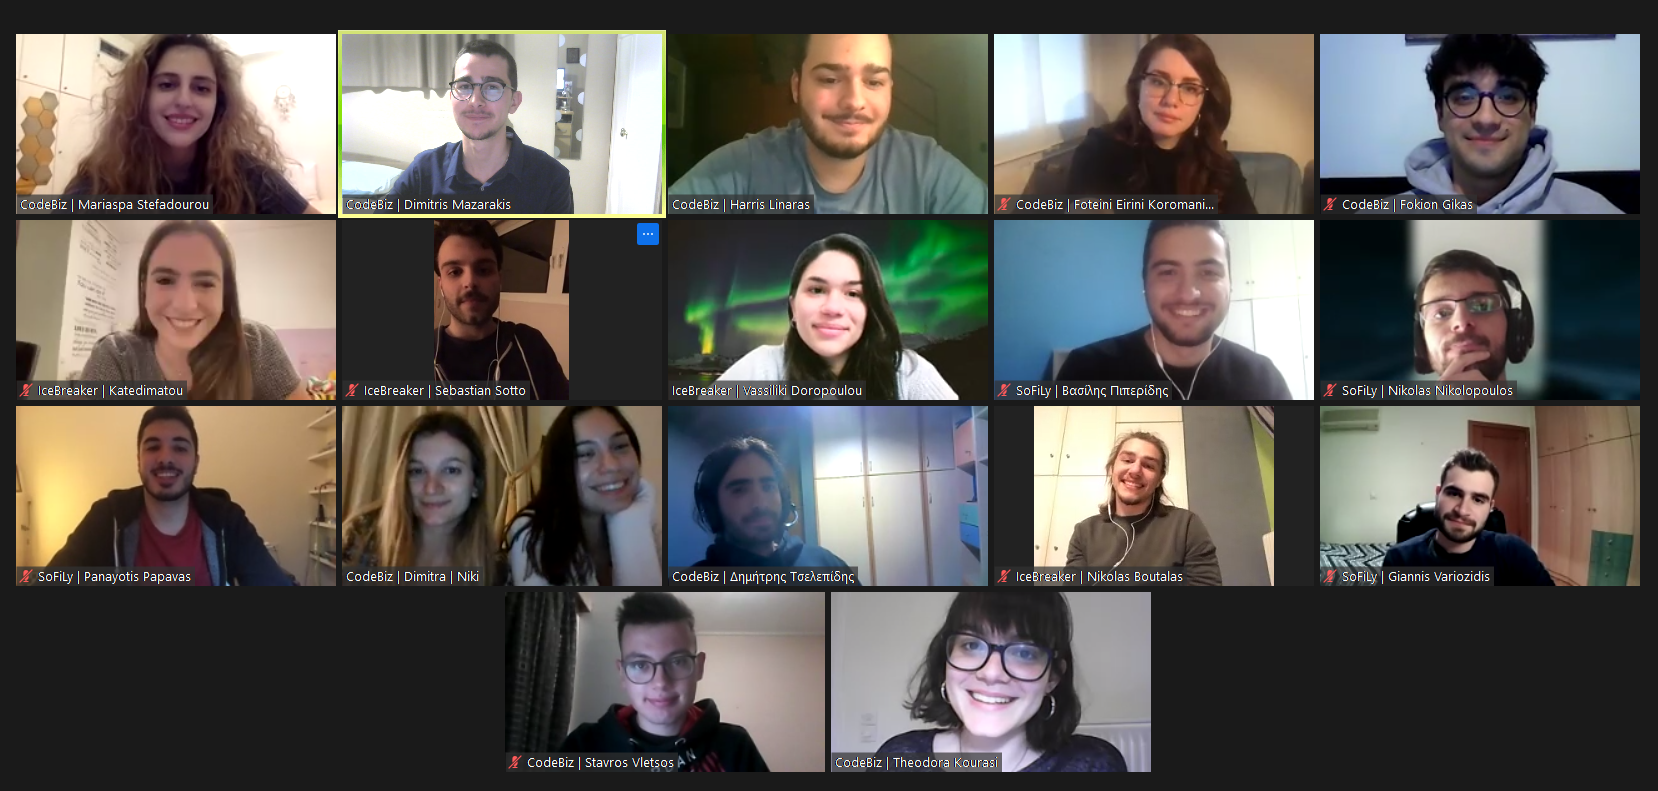 CodeBiz | Mariaspa Stefadourou
CodeBiz | Dimitris Mazarakis
CodeBiz | Harris Linaras
CodeBiz | Foteini Eirini Koromani...
CodeBiz | Fokion Gikas
IceBreaker | Katedimatou
IceBreaker | Sebastian Sotto
IceBreaker | Vassiliki Doropoulou
SoFiLy | Βασίλης Πιπερίδης
SoFiLy | Nikolas Nikolopoulos
SoFiLy | Panayotis Papavas
CodeBiz | Dimitra | Niki
CodeBiz | Δημήτρης Τσελεπίδης
IceBreaker | Nikolas Boutalas
SoFiLy | Giannis Variozidis
CodeBiz | Stavros Vletsos
CodeBiz | Theodora Kourasi